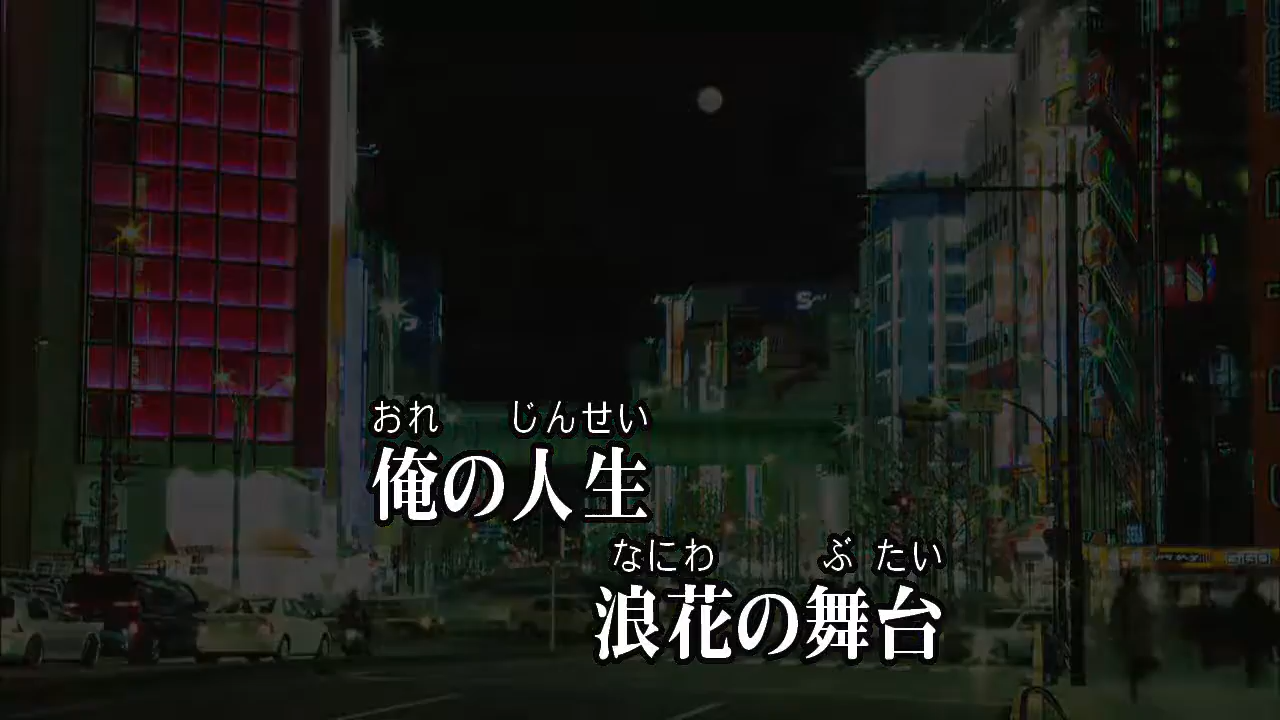 おれ じんせい
俺の人生
なにわ ぶたい
浪花の舞台